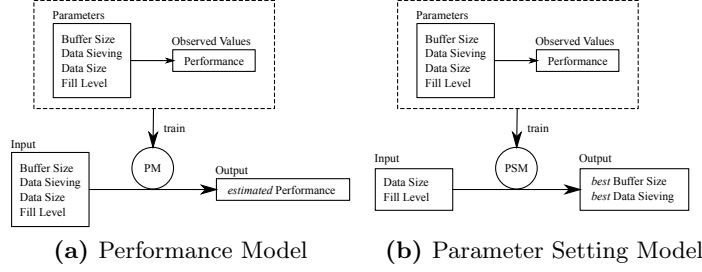 Parameters
Buffer Size
Data Sieving
Data Size
Fill Level
Observed Values
Performance
train
Input
Buffer Size
Data Sieving
Data Size
Fill Level
PM
Output
estimated Performance
(a) Performance Model
Parameters
Buffer Size
Data Sieving
Data Size
Fill Level
Observed Values
Performance
train
Input
Data Size
Fill Level
PSM
Output
best Buffer Size
best Data Sieving
(b) Parameter Setting Model